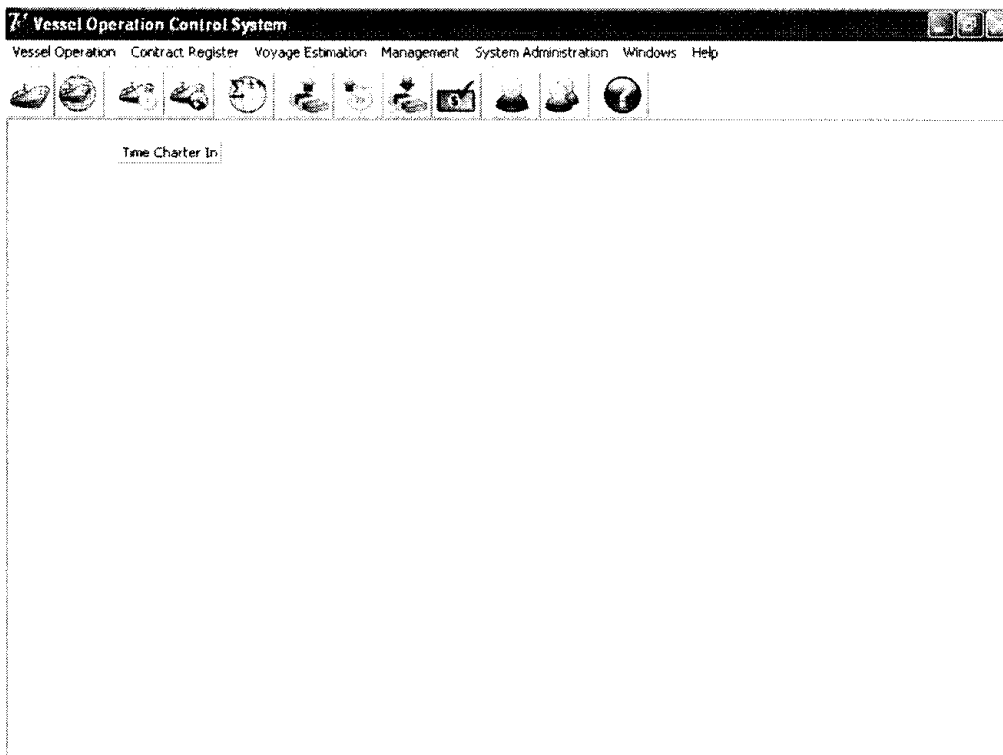 Vessel Operation Control System
Vessel Operation Contract Register Voyage Estimation Management System Administration Windows Help
Time Charter In